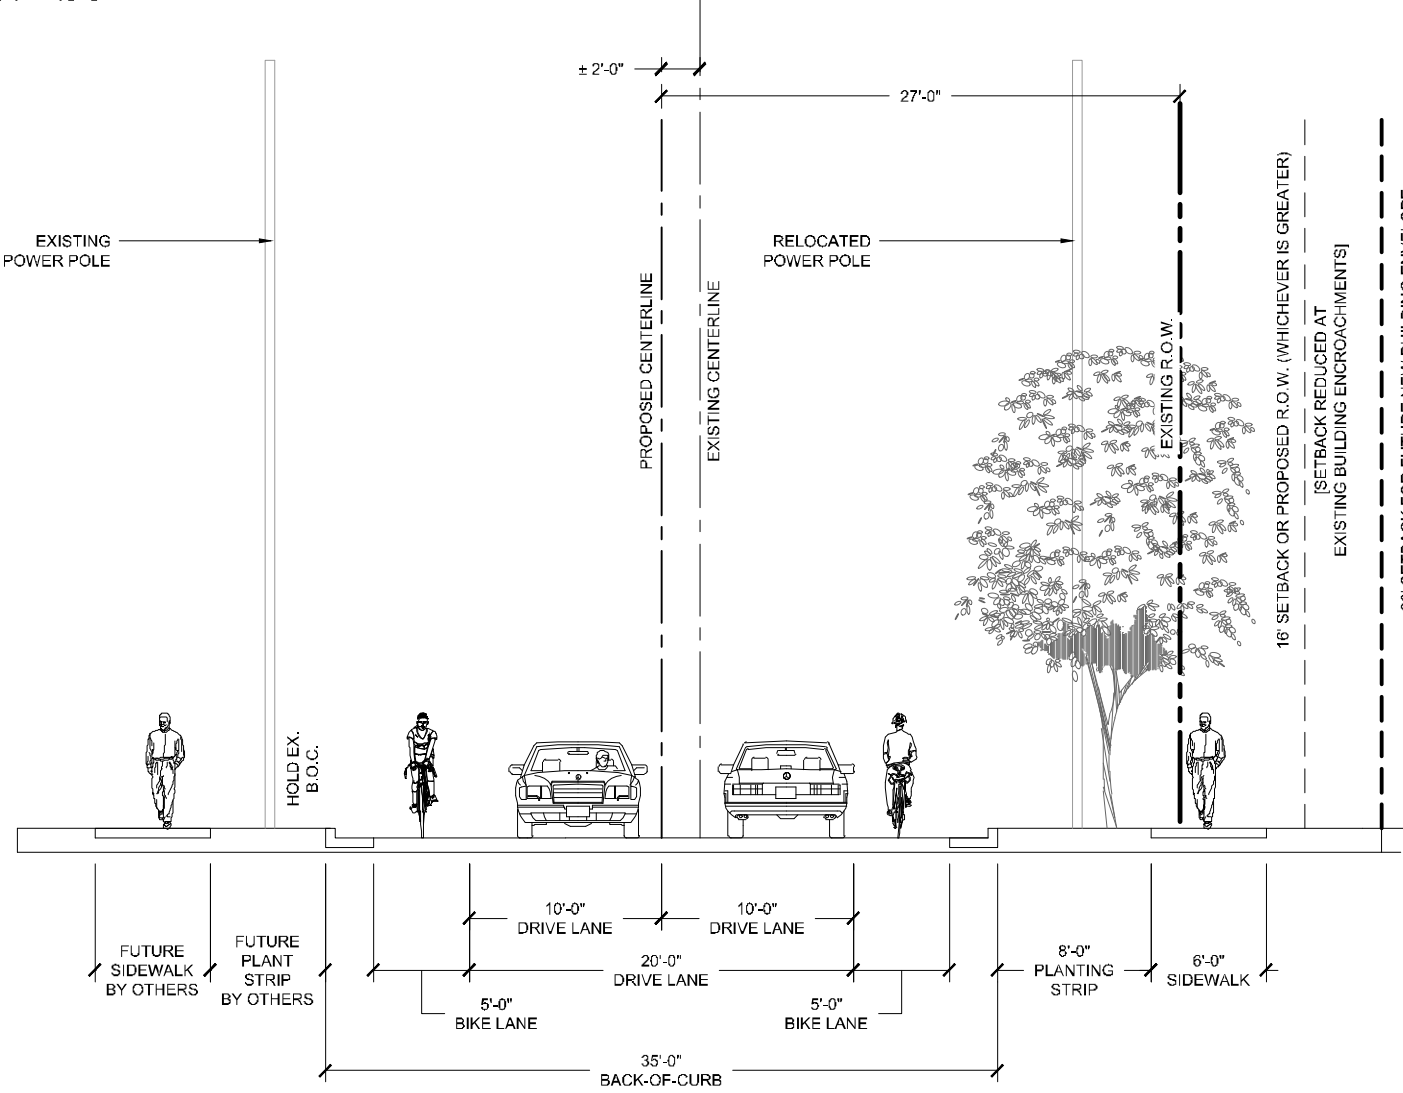 ± 2'-0"
27'-0"
EXISTING
POWER POLE
RELOCATED
POWER POLE
PROPOSED CENTERLINE
EXISTING CENTERLINE
EXISTING R.O.W.
16' SETBACK OR PROPOSED R.O.W. (WHICHEVER IS GREATER)
[SETBACK REDUCED AT
EXISTING BUILDING ENCROACHMENTS]
HOLD EX.
B.O.C.
10'-0"
DRIVE LANE
10'-0"
DRIVE LANE
FUTURE
SIDEWALK
BY OTHERS
FUTURE
PLANT
STRIP
BY OTHERS
20'-0"
DRIVE LANE
8'-0"
PLANTING
STRIP
6'-0"
SIDEWALK
5'-0"
BIKE LANE
5'-0"
BIKE LANE
35'-0"
BACK-OF-CURB